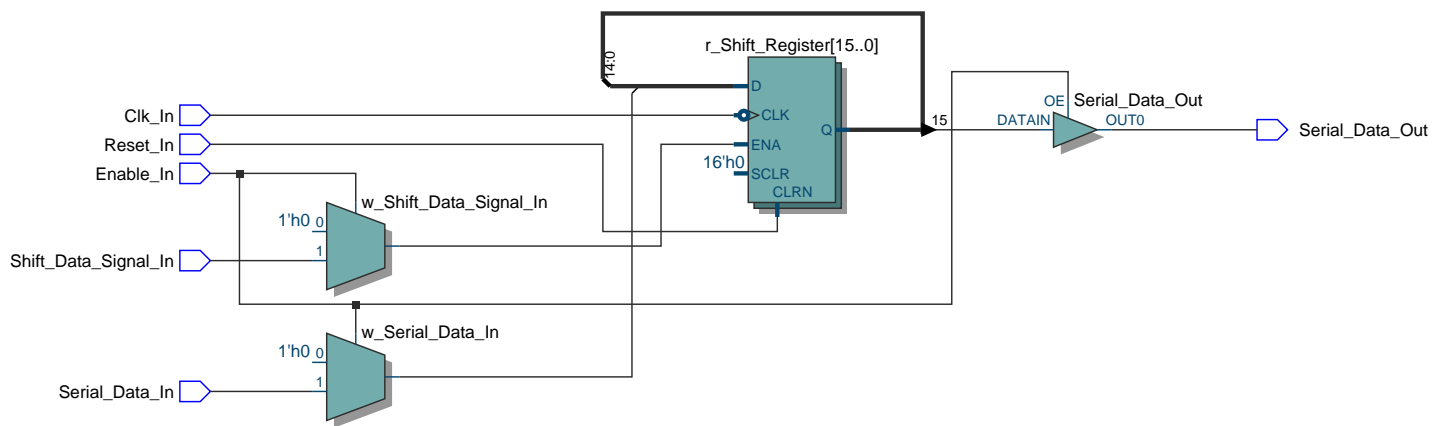 r_Shift_Register[15..0]
14:0
D
Clk_In
CLK
OE
Serial_Data_Out
15
DATAIN
OUT0
Serial_Data_Out
Q
Reset_In
ENA
Enable_In
16'h0
SCLR
CLRN
w_Shift_Data_Signal_In
1'h0
0
Shift_Data_Signal_In
1
w_Serial_Data_In
1'h0
0
Serial_Data_In
1